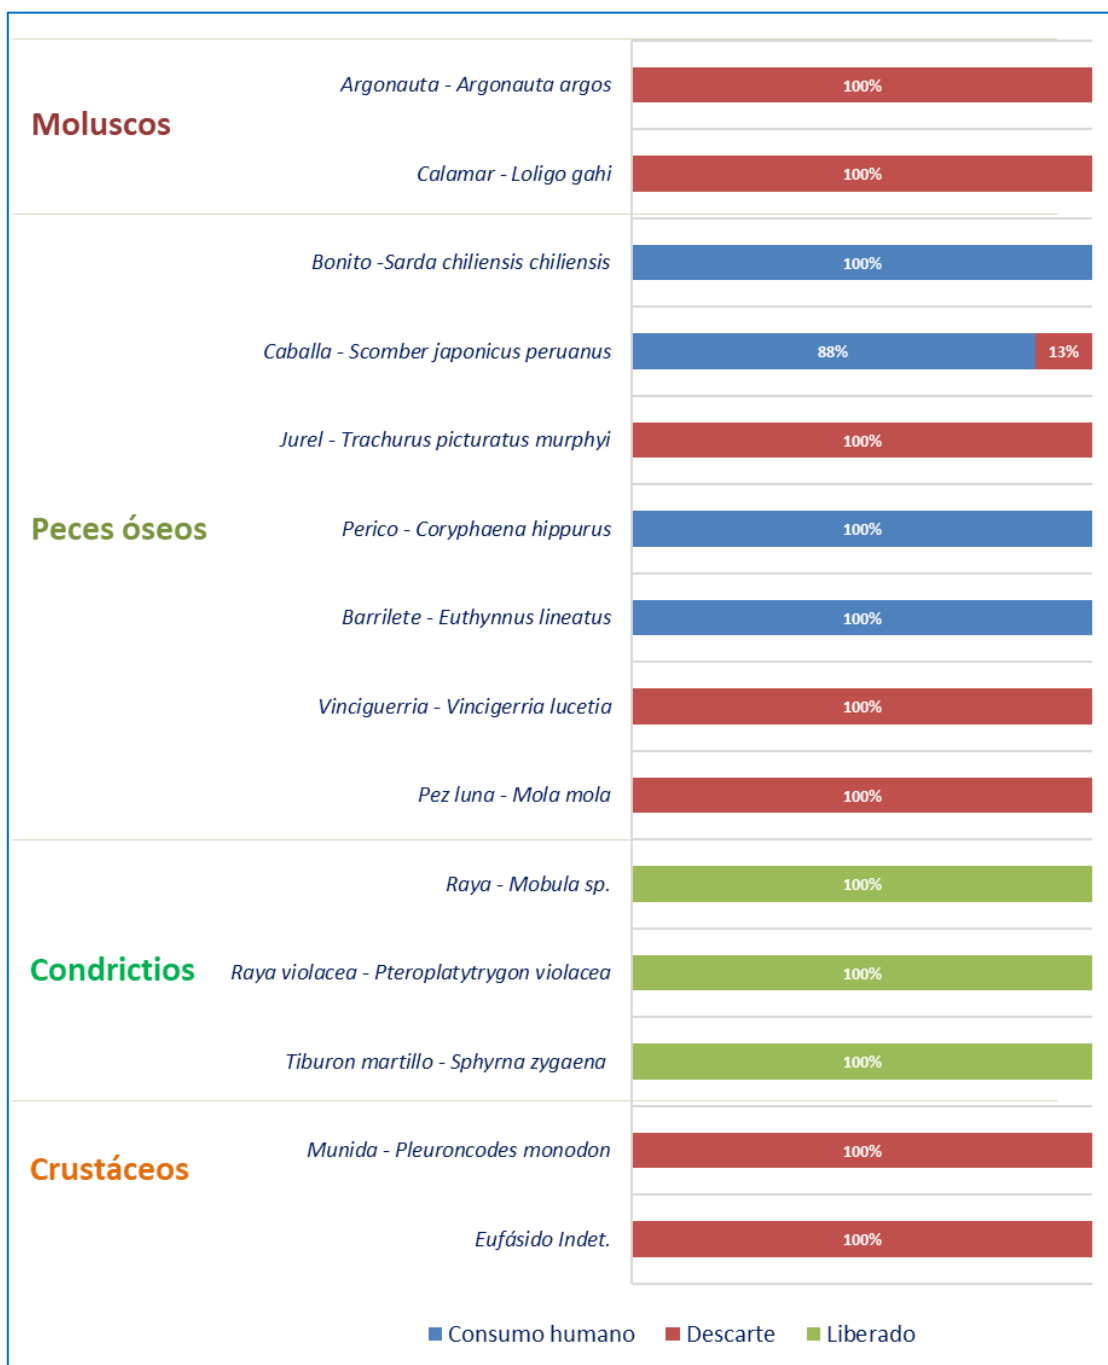 Moluscos
Argonauta - Argonauta argos
100%
Calamar - Loligo gahi
100%
Peces óseos
Bonito -Sarda chiliensis chiliensis
100%
Caballa - Scomber japonicus peruanus
88%
13%
Jurel - Trachurus picturatus murphyi
100%
Perico - Coryphaena hippurus
100%
Barrilete - Euthynnus lineatus
100%
Vinciguerria - Vincigerria lucetia
100%
Pez luna - Mola mola
100%
Condrictios
Raya - Mobula sp.
100%
Raya violacea - Pteroplatytrygon violacea
100%
Tiburon martillo - Sphyrna zygaena
100%
Crustáceos
Munida - Pleuroncodes monodon
100%
Eufásido Indet.
100%
Consumo humano
Descarte
Liberado